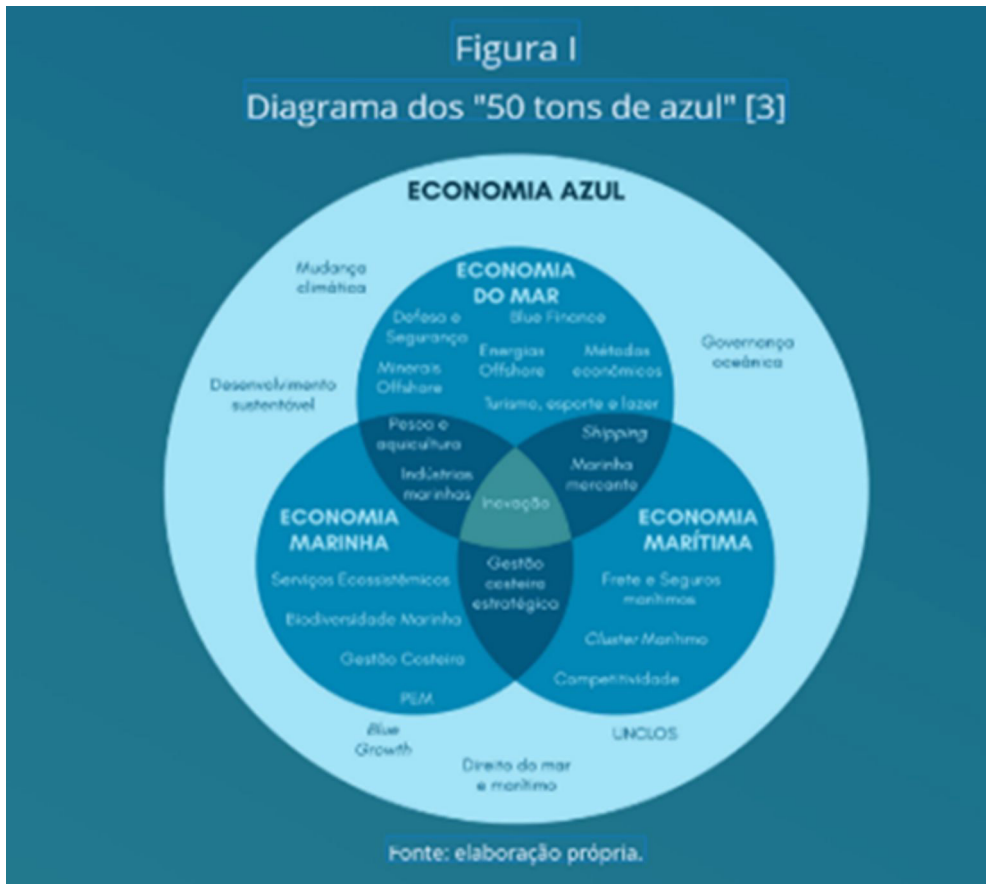 Figura I
Diagrama dos "50 tons de azul" [3]
ECONOMIA AZUL
Mudança
climática
Desenvolvimento
sustentável
Governança
oceânica
ECONOMIA
DO MAR
Defesa e
Segurança
Blue Finance
Minerais
Offshore
Energias
Offshore
Métodos
econômicos
Turismo, esporte e lazer
Pesca e
aquicultura
Indústrias
marinhas
Shipping
Marinha
mercante
Inovação
ECONOMIA
MARINHA
Serviços Ecossistêmicos
Biodiversidade Marinha
Gestão Costeira
PEM
Gestão
costeira
estratégica
ECONOMIA
MARÍTIMA
Frete e Seguros
marítimos
Cluster Marítimo
Competitividade
Blue
Growth
UNCLOS
Direito do mar
e marítimo
Fonte: elaboração própria.